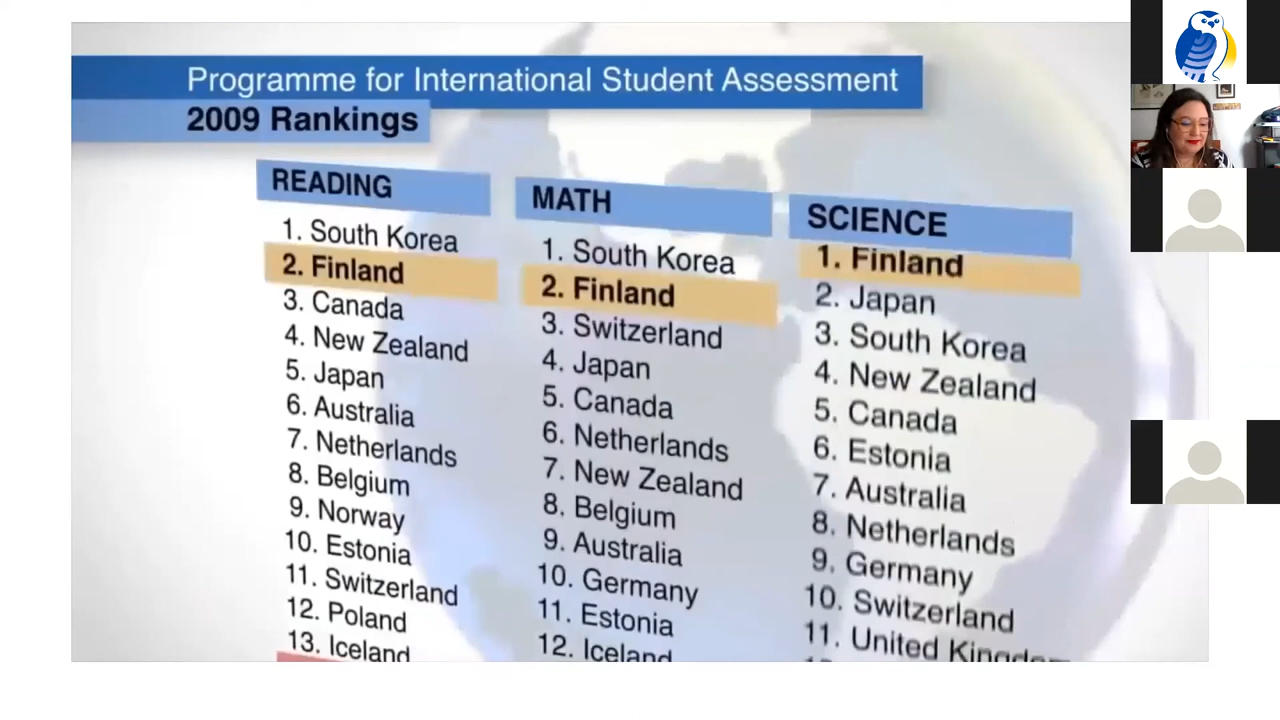 Programme for International Student Assessment
2009 Rankings
READING
1. South Korea
2. Finland
3. Canada
4. New Zealand
5. Japan
6. Australia
7. Netherlands
8. Belgium
9. Norway
10. Estonia
11. Switzerland
12. Poland
13. Iceland
MATH
1. South Korea
2. Finland
3. Switzerland
4. Japan
5. Canada
6. Netherlands
7. New Zealand
8. Belgium
9. Australia
10. Germany
11. Estonia
12. Iceland
SCIENCE
1. Finland
2. Japan
3. South Korea
4. New Zealand
5. Canada
6. Estonia
7. Australia
8. Netherlands
9. Germany
10. Switzerland
11. United Kingdom